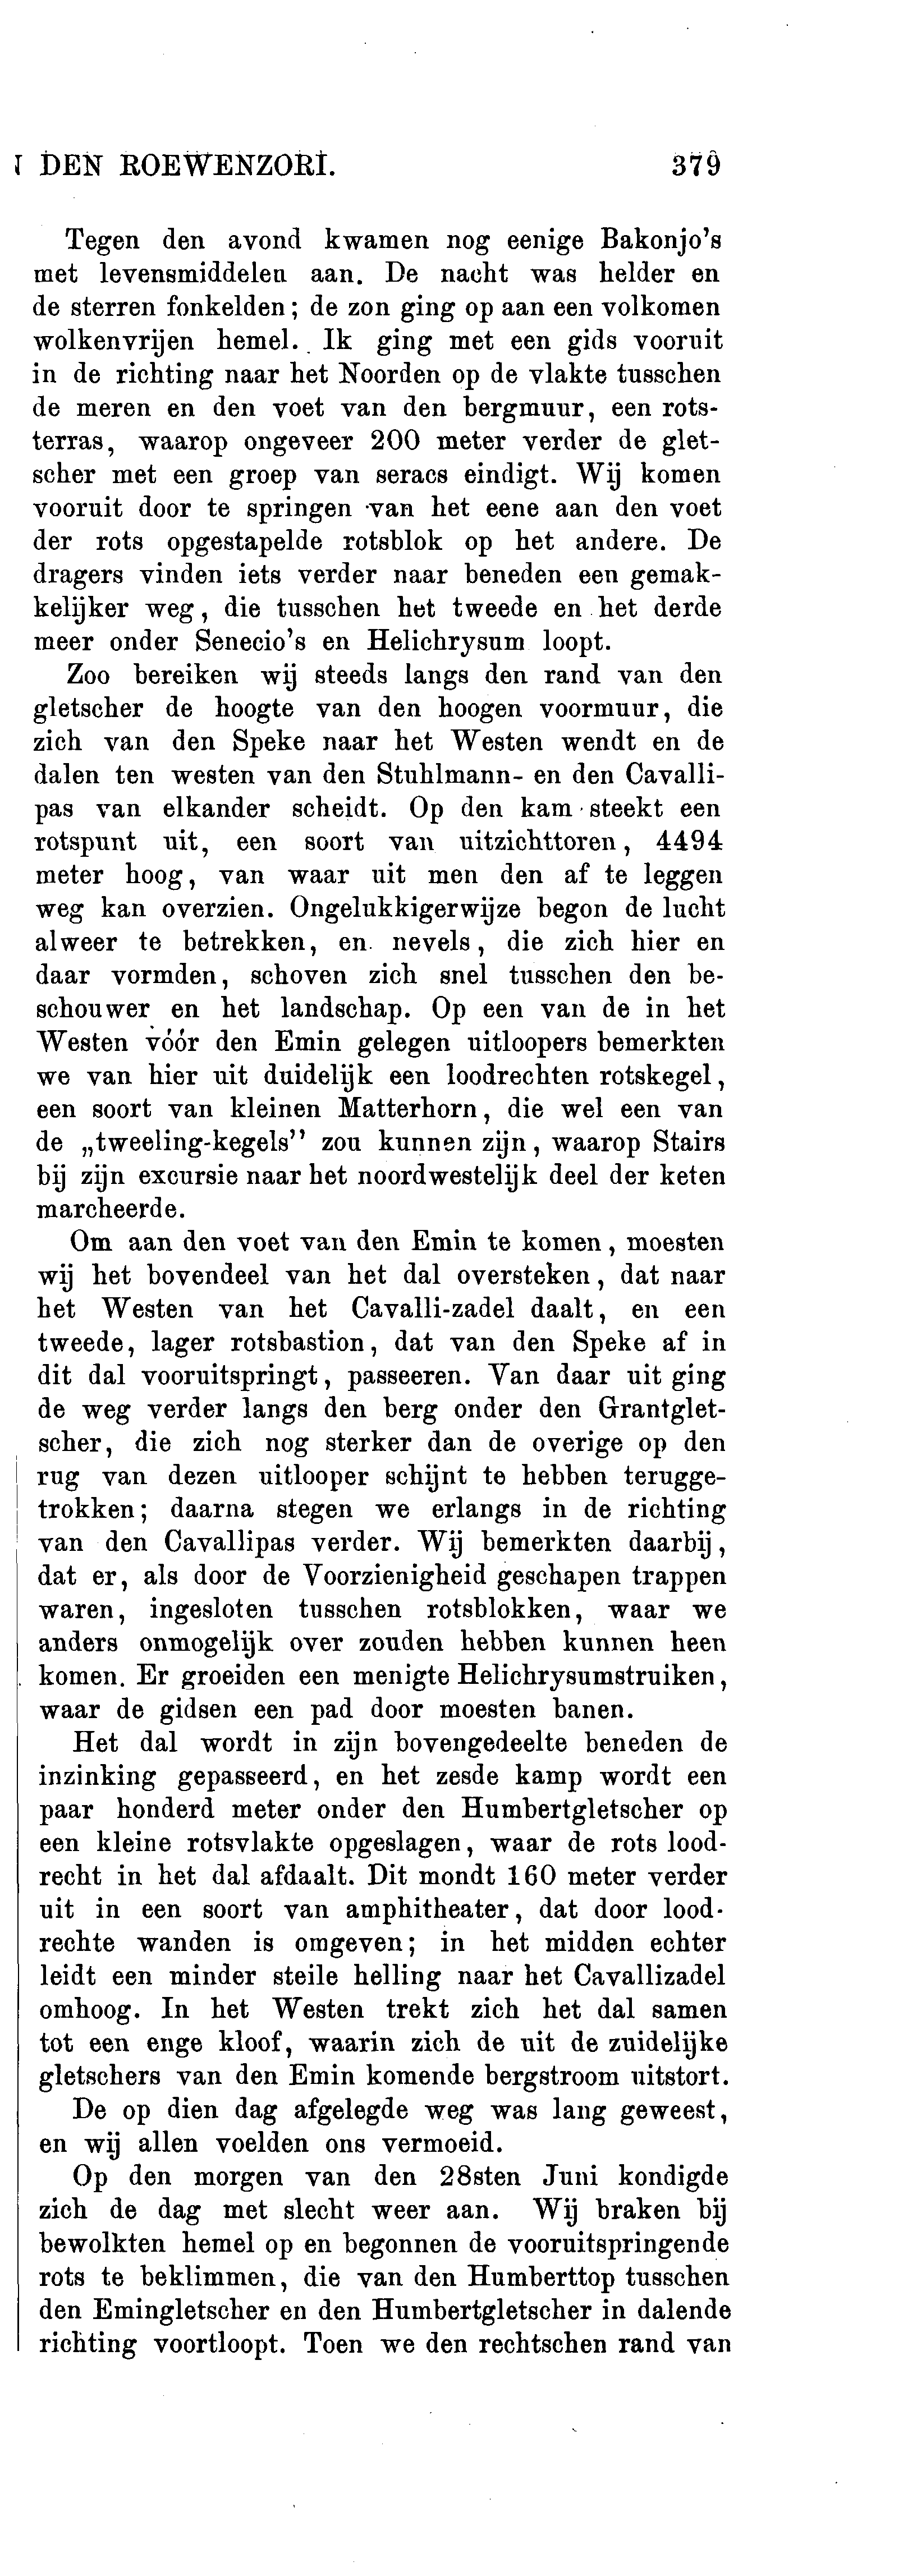 DEN ROEWENZORI. 379
Tegen den avond kwamen nog eenige Bakonjo's
met levensmiddelen aan. De nacht was helder en
de sterren fonkelden; de zon ging op aan een volkomen
wolkenvrijen hemel. Ik ging met een gids vooruit
in de richting naar het Noorden op de vlakte tusschen
de meren en den voet van den bergmuur, een rots-
terras, waarop ongeveer 200 meter verder de glet-
scher met een groep van seracs eindigt. Wij komen
vooruit door te springen van het eene aan den voet
der rots opgestapelde rotsblok op het andere. De
dragers vinden iets verder naar beneden een gemak-
kelijker weg, die tusschen het tweede en het derde
meer onder Senecio's en Helichrysum loopt.
Zoo bereiken wij steeds langs den rand van den
gletscher de hoogte van den hoogen voormuur, die
zich van den Speke naar het Westen wendt en de
dalen ten westen van den Stuhlmann- en den Cavalli-
pas van elkander scheidt. Op den kam steekt een
rotspunt uit, een soort van uitzichttoren, 4494
meter hoog, van waar uit men den af te leggen
weg kan overzien. Ongelukkigerwijze begon de lucht
alweer te betrekken, en nevels, die zich hier en
daar vormden, schoven zich snel tusschen den be-
schouwer en het landschap. Op een van de in het
Westen vóór den Emin gelegen uitloopers bemerkten
we van hier uit duidelijk een loodrechten rotskegel,
een soort van kleinen Matterhorn, die wel een van
de „tweeling-kegels” zou kunnen zijn, waarop Stairs
bij zijn excursie naar het noordwestelijk deel der keten
marcheerde.
Om aan den voet van den Emin te komen, moesten
wij het bovendeel van het dal oversteken, dat naar
het Westen van het Cavalli-zadel daalt, en een
tweede, lager rotsbastion, dat van den Speke af in
dit dal vooruitspringt, passeeren. Van daar uit ging
de weg verder langs den berg onder den Grantglet-
scher, die zich nog sterker dan de overige op den
rug van dezen uitlooper schijnt te hebben terugge-
trokken; daarna stegen we erlangs in de richting
van den Cavallipas verder. Wij bemerkten daarbij,
dat er, als door de Voorzienigheid geschapen trappen
waren, ingesloten tusschen rotsblokken, waar we
anders onmogelijk over zouden hebben kunnen heen
komen. Er groeiden een menigte Helichrysumstruiken,
waar de gidsen een pad door moesten banen.
Het dal wordt in zijn bovengedeelte beneden de
inzinking gepasseerd, en het zesde kamp wordt een
paar honderd meter onder den Humbertgletscher op
een kleine rotsvlakte opgeslagen, waar de rots lood-
recht in het dal afdaalt. Dit mondt 160 meter verder
uit in een soort van amphitheater, dat door lood-
rechte wanden is omgeven; in het midden echter
leidt een minder steile helling naar het Cavallizadel
omhoog. In het Westen trekt zich het dal samen
tot een enge kloof, waarin zich de uit de zuidelijke
gletschers van den Emin komende bergstroom uitstort.
De op dien dag afgelegde weg was lang geweest,
en wij allen voelden ons vermoeid.
Op den morgen van den 28sten Juni kondigde
zich de dag met slecht weer aan. Wij braken bij
bewolkten hemel op en begonnen de vooruitspringende
rots te beklimmen, die van den Humberttop tusschen
den Emingletscher en den Humbertgletscher in dalende
richting voortloopt. Toen we den rechtschen rand van